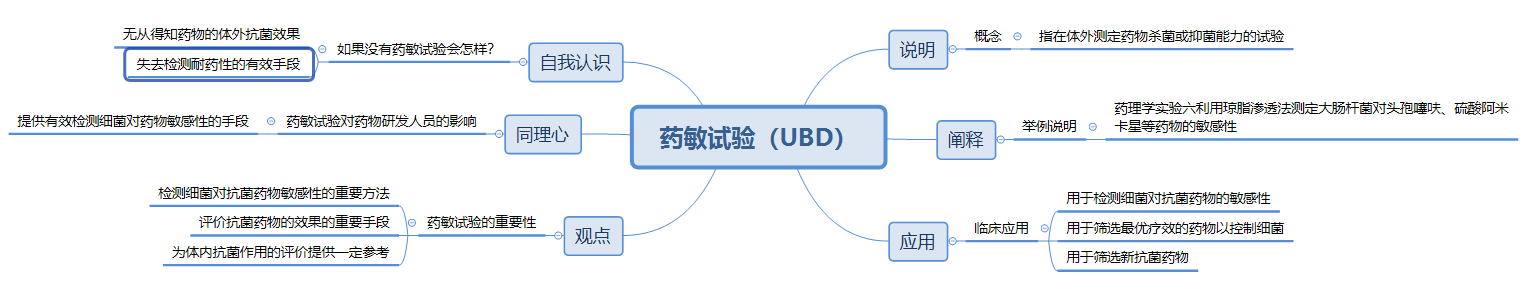 药敏试验（UBD）
说明
概念
指在体外测定药物杀菌或抑菌能力的试验
阐释
举例说明
药理学实验六利用琼脂渗透法测定大肠杆菌对头孢噻呋、硫酸阿米
卡星等药物的敏感性
应用
临床应用
用于检测细菌对抗菌药物的敏感性
用于筛选最优疗效的药物以控制细菌
用于筛选新抗菌药物
自我认识
如果没有药敏试验会怎样？
无从得知药物的体外抗菌效果
失去检测耐药性的有效手段
同理心
药敏试验对药物研发人员的影响
提供有效检测细菌对药物敏感性的手段
观点
药敏试验的重要性
检测细菌对抗菌药物敏感性的重要方法
评价抗菌药物的效果的重要手段
为体内抗菌作用的评价提供一定参考